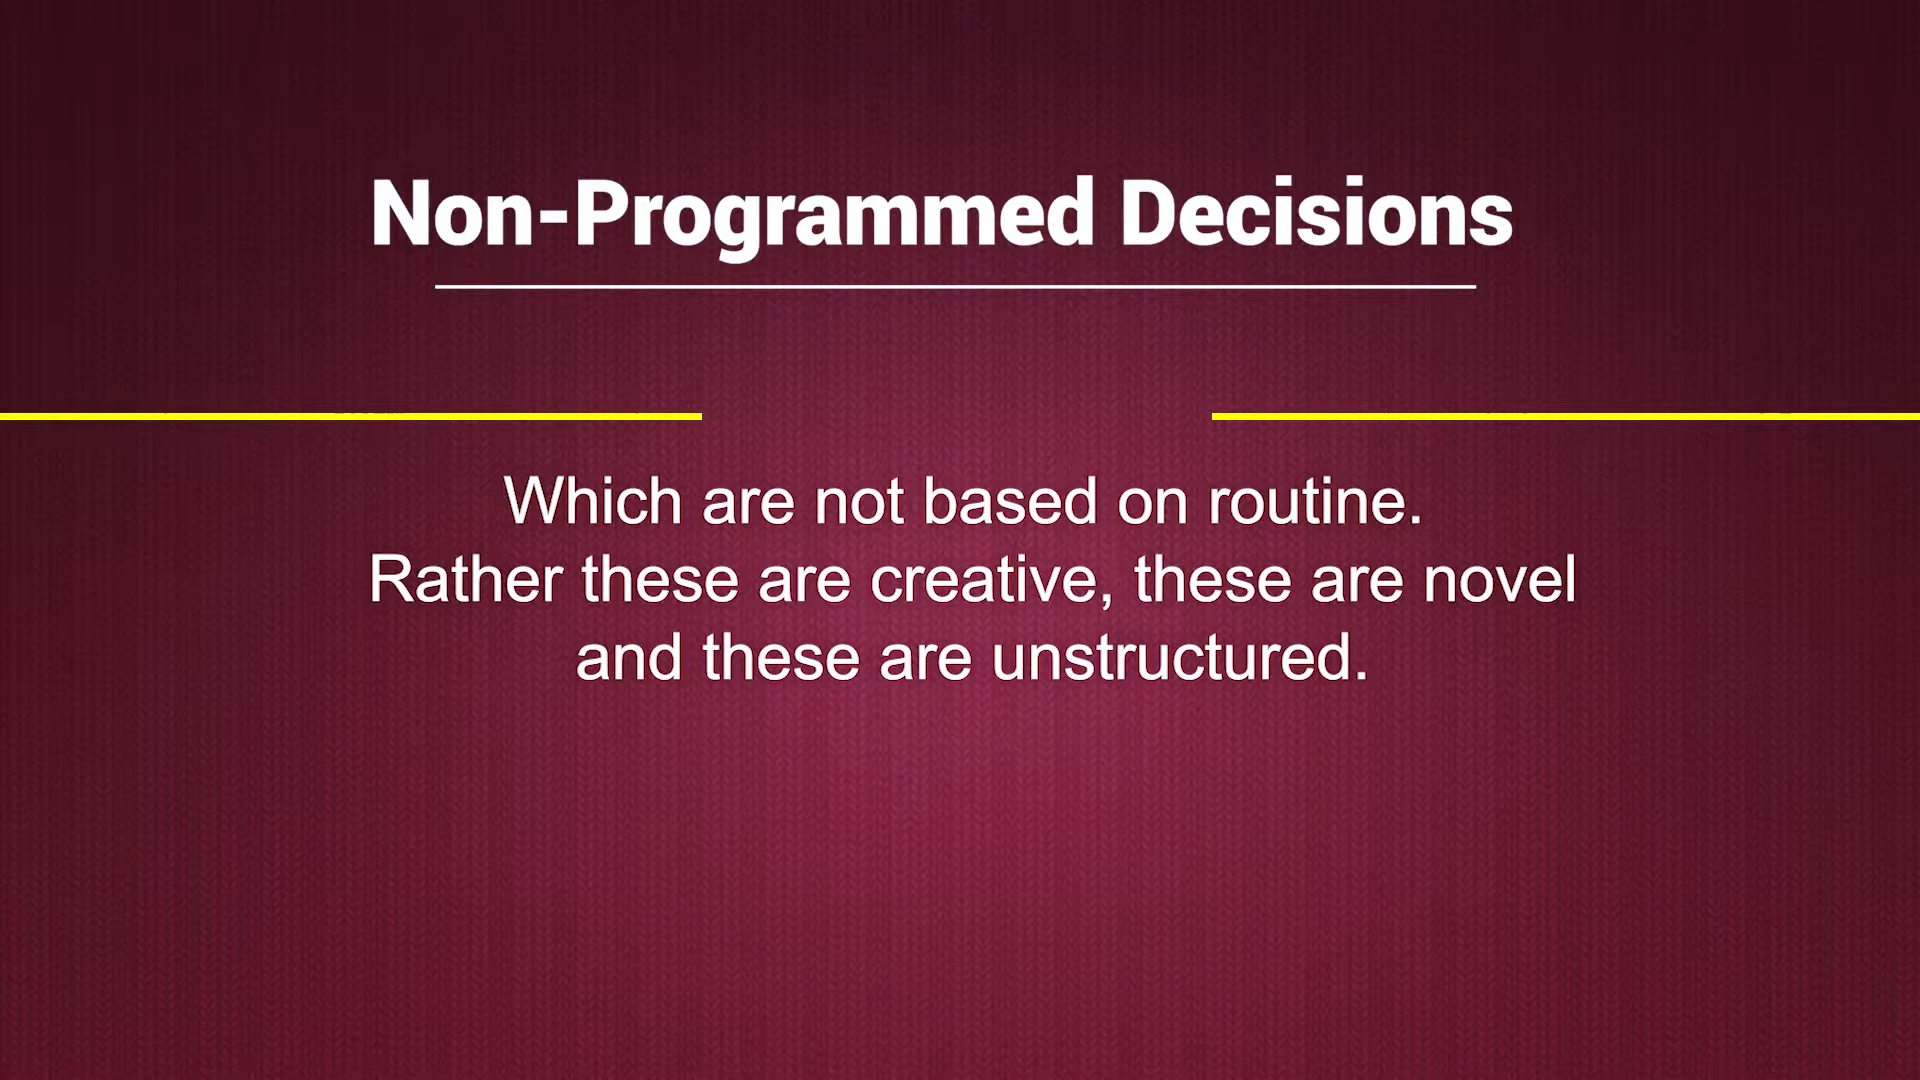 Non-Programmed Decisions
Which are not based on routine.
Rather these are creative, these are novel
and these are unstructured.